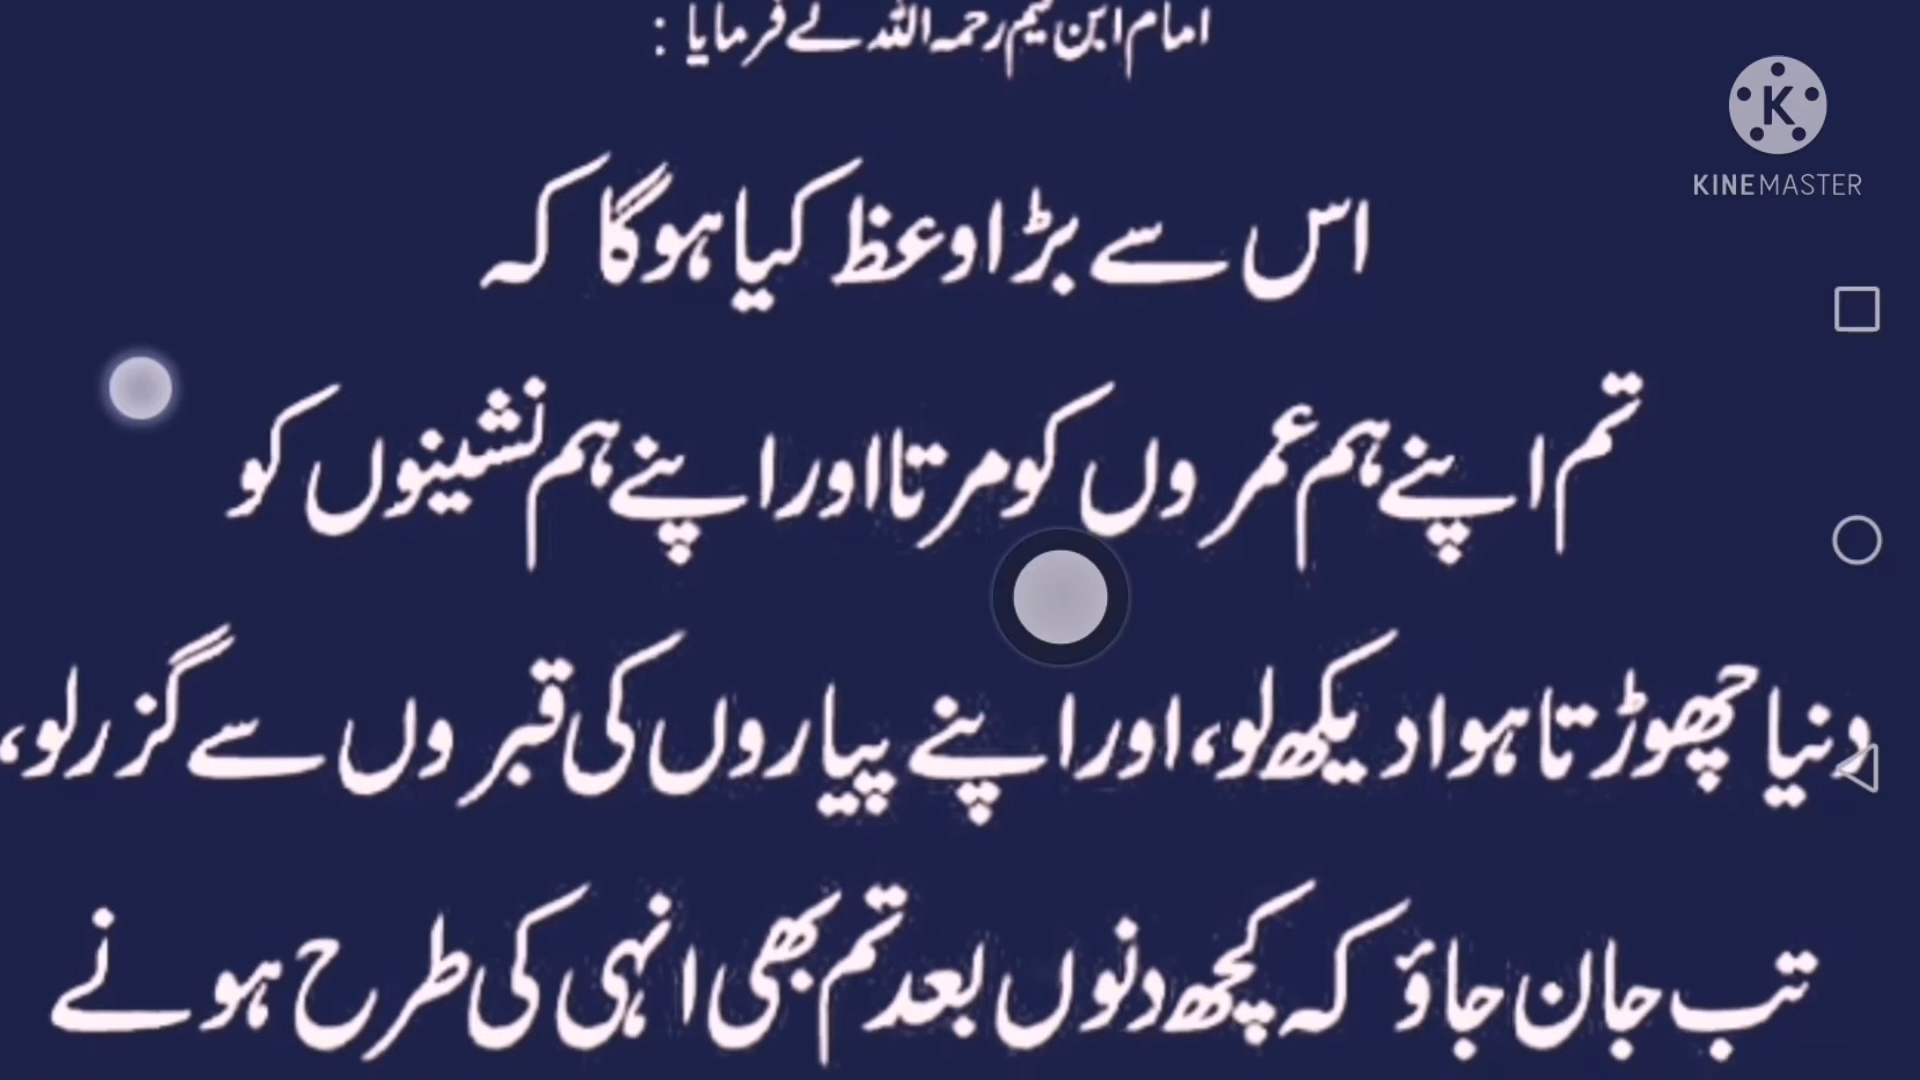 امام ابن قیم رحمہ اللہ نے فرمایا :
اس سے بڑا وعظ کیا ہوگا کہ
تم اپنے ہم عمروں کو مرتا اور اپنے ہم نشینوں کو
دنیا چھوڑتا ہوا دیکھ لو، اور اپنے پیاروں کی قبروں سے گزر لو،
تب جان جاؤ کہ کچھ دنوں بعد تم بھی انہی کی طرح ہونے
K
KINEMASTER